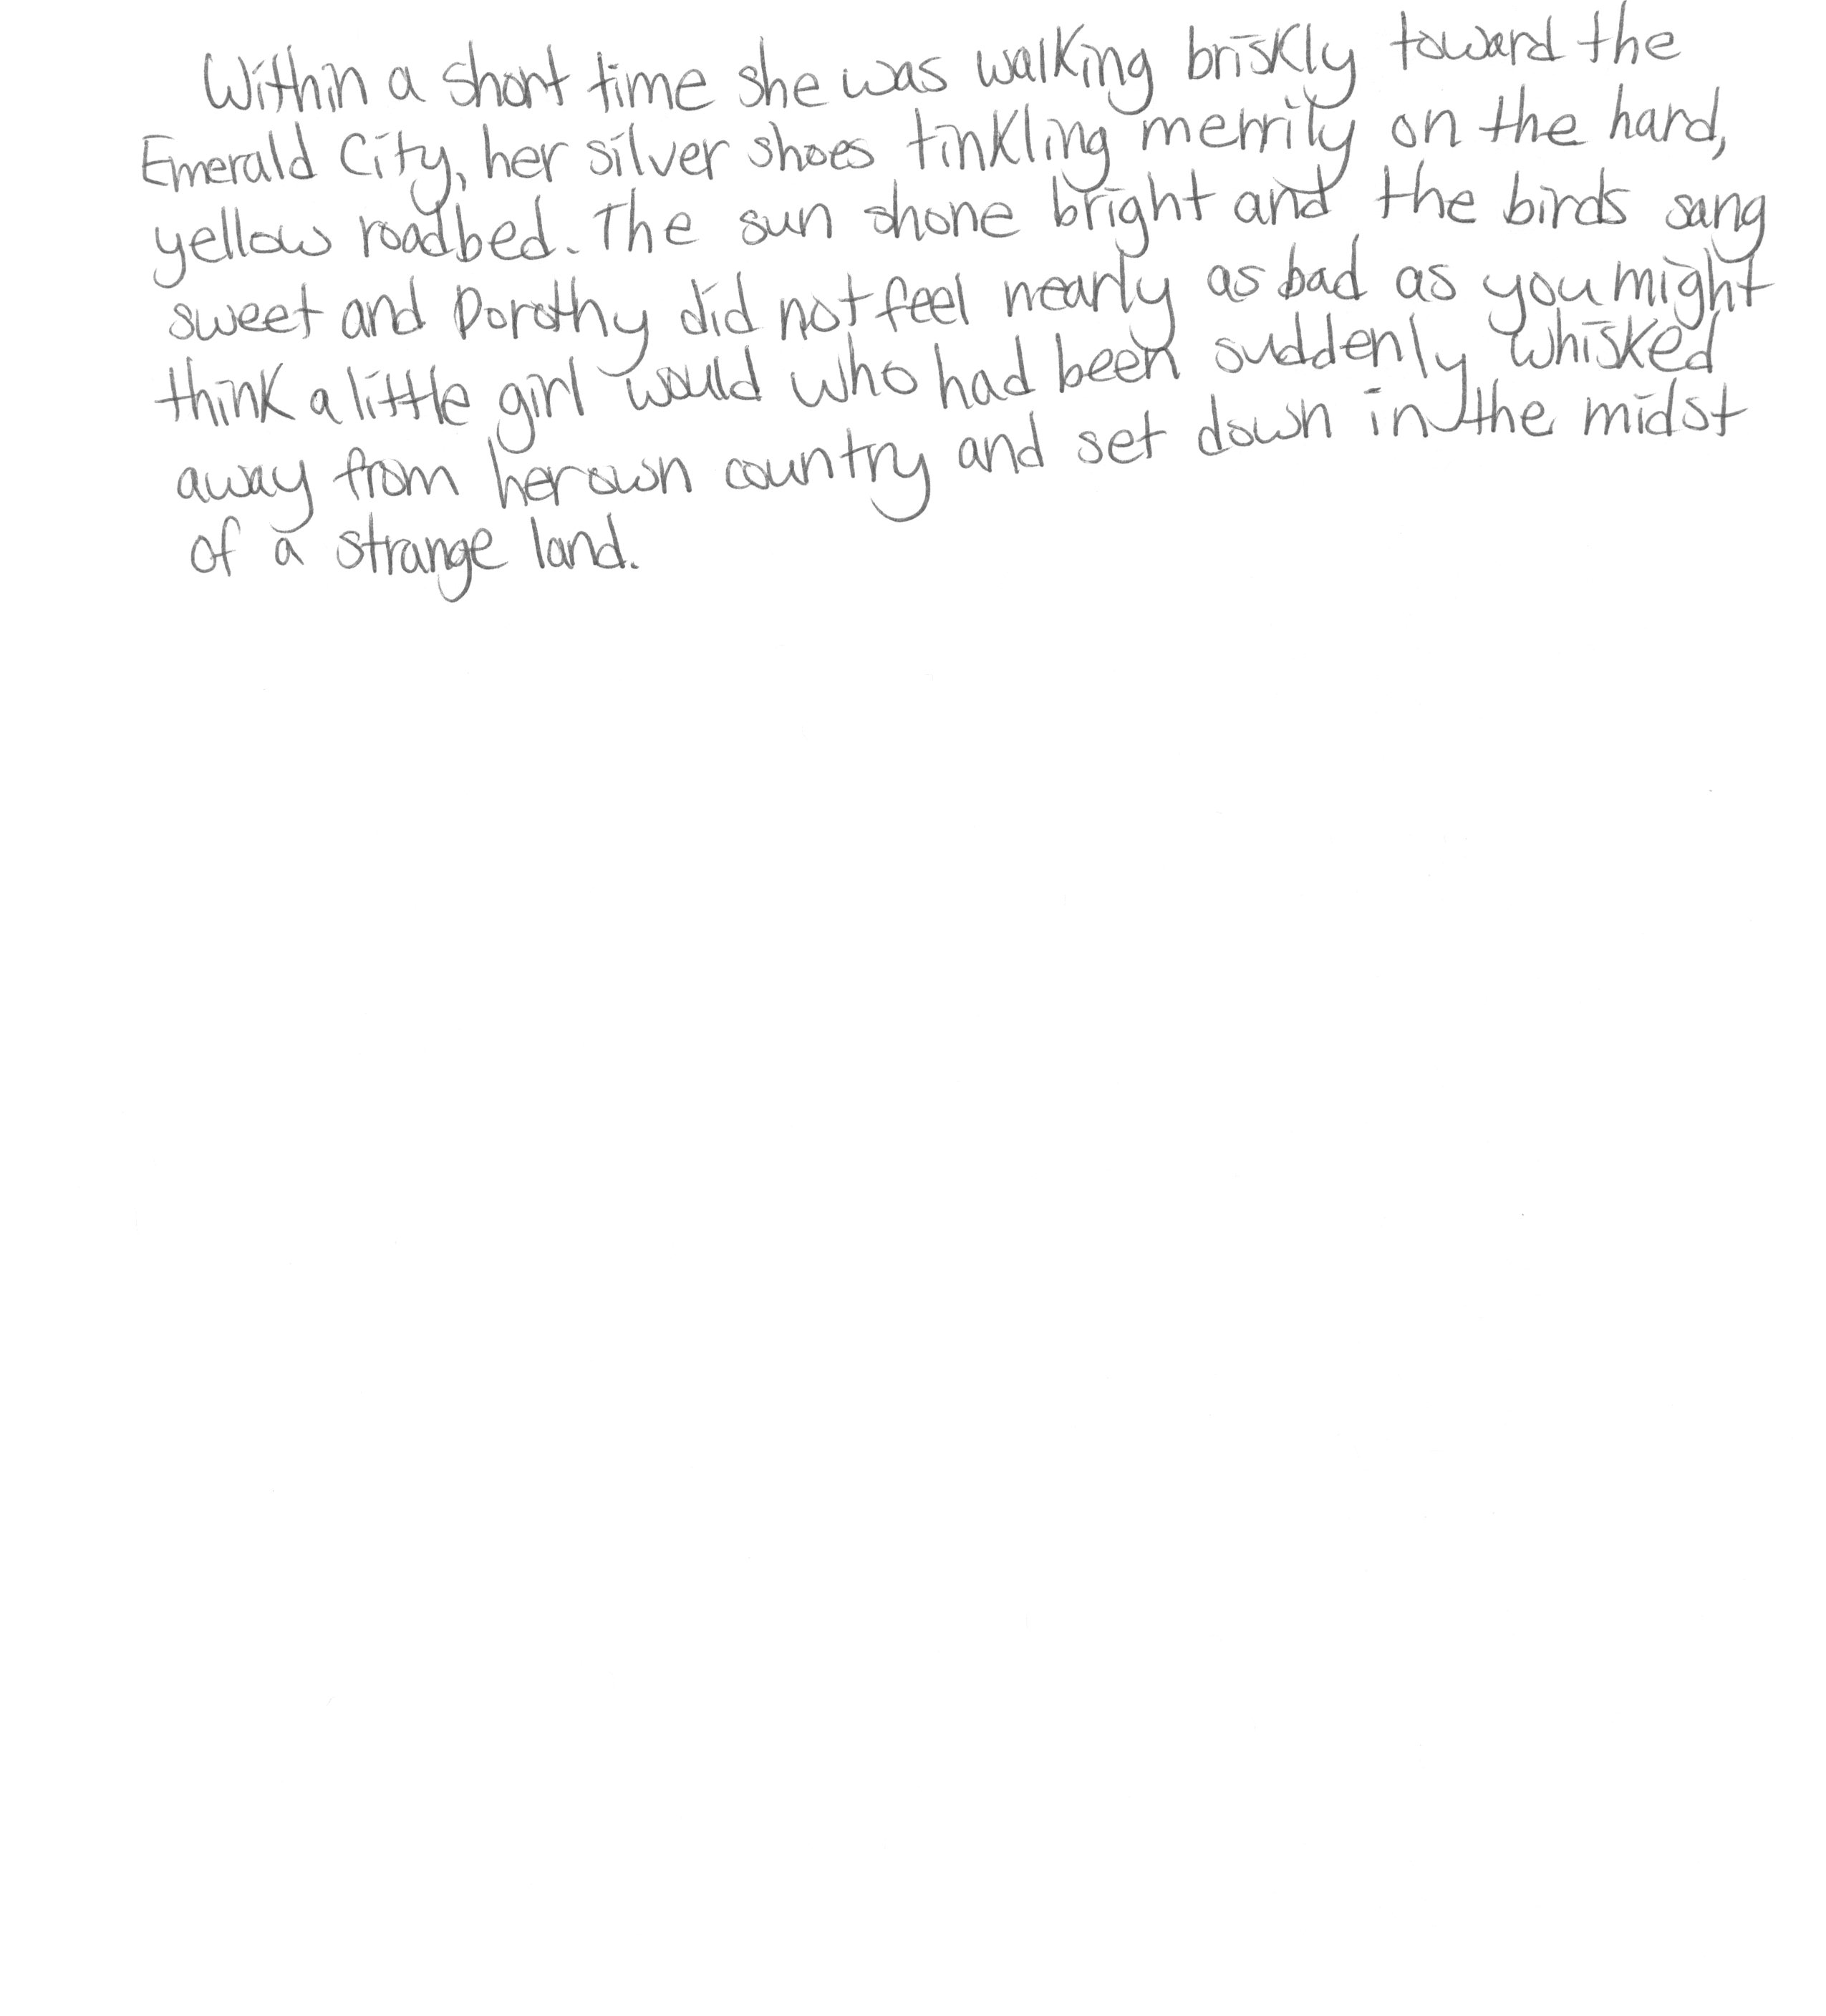 Within a short time she was walking briskly toward the
Emerald City, her silver shoes tinkling merrily on the hard,
yellow roadbed. The sun shone bright and the birds sang
sweet and Dorothy did not feel nearly as bad as you might
think a little girl would who had been suddenly whisked
away from her own country and set down in the midst
of a strange land.